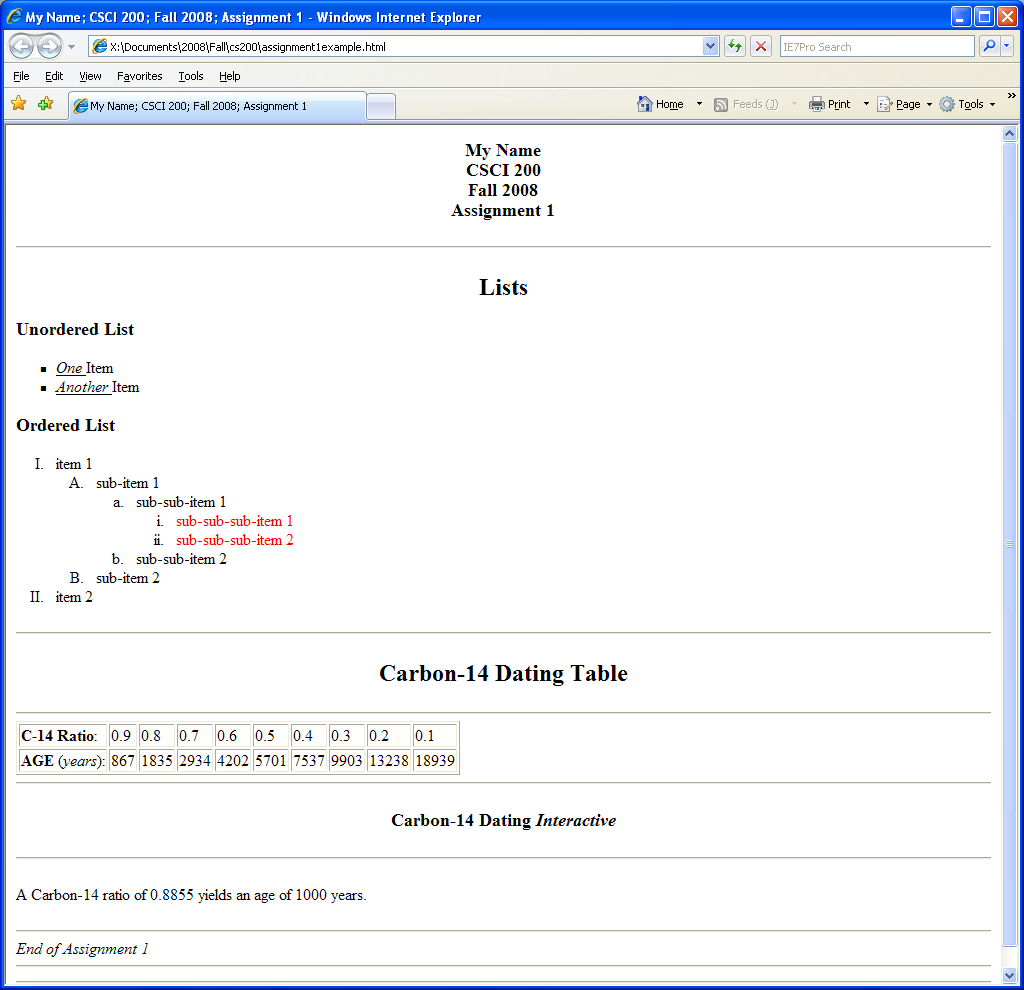 My Name; CSCI 200; Fall 2008; Assignment 1 - Windows Internet Explorer
X:\Documents\2008\Fall\cs200\assignment1example.html
IE7Pro Search
File Edit View Favorites Tools Help
My Name; CSCI 200; Fall 2008; Assignment 1
Home Feeds (J) Print Page Tools »
My Name
CSCI 200
Fall 2008
Assignment 1
Lists
Unordered List
One Item
Another Item
Ordered List
I. item 1
A. sub-item 1
a. sub-sub-item 1
i. sub-sub-sub-item 1
ii. sub-sub-sub-item 2
b. sub-sub-item 2
B. sub-item 2
II. item 2
Carbon-14 Dating Table
C-14 Ratio: 0.9 0.8 0.7 0.6 0.5 0.4 0.3 0.2 0.1
AGE (years): 867 1835 2934 4202 5701 7537 9903 13238 18939
Carbon-14 Dating Interactive
A Carbon-14 ratio of 0.8855 yields an age of 1000 years.
End of Assignment 1